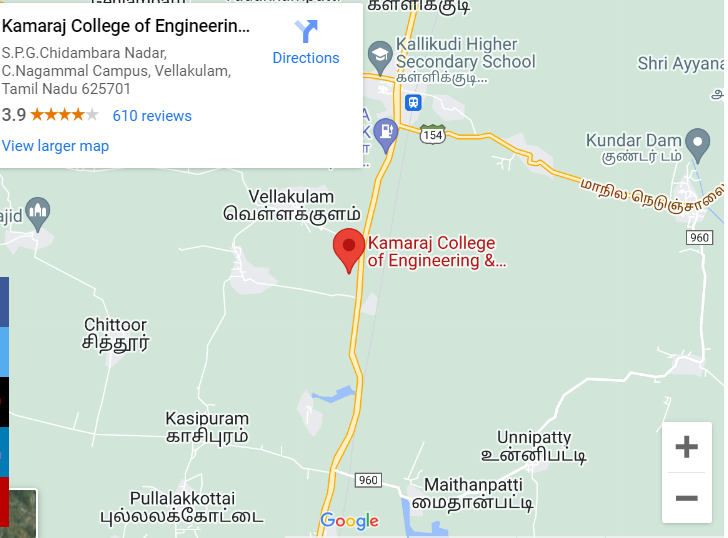 கள்ளிக்குடி
Kamaraj College of Engineerin...
S.P.G.Chidambara Nadar,
C.Nagammal Campus, Vellakulam,
Tamil Nadu 625701
3.9
610 reviews
View larger map
Directions
Kallikudi Higher
Secondary School
கள்ளிக்குடி...
Shri Ayyana
154
Kundar Dam
குண்டர் டம்
மாநில நெடுஞ்சாலை
960
Vellakulam
வெள்ளக்குளம்
ajid
Kamaraj College
of Engineering &...
Chittoor
சித்தூர்
Kasipuram
காசிபுரம்
Unnipatty
உன்னிபட்டி
960
Maithanpatti
மைதான்பட்டி
Pullalakkottai
புல்லலக்கோட்டை
Google
+
−